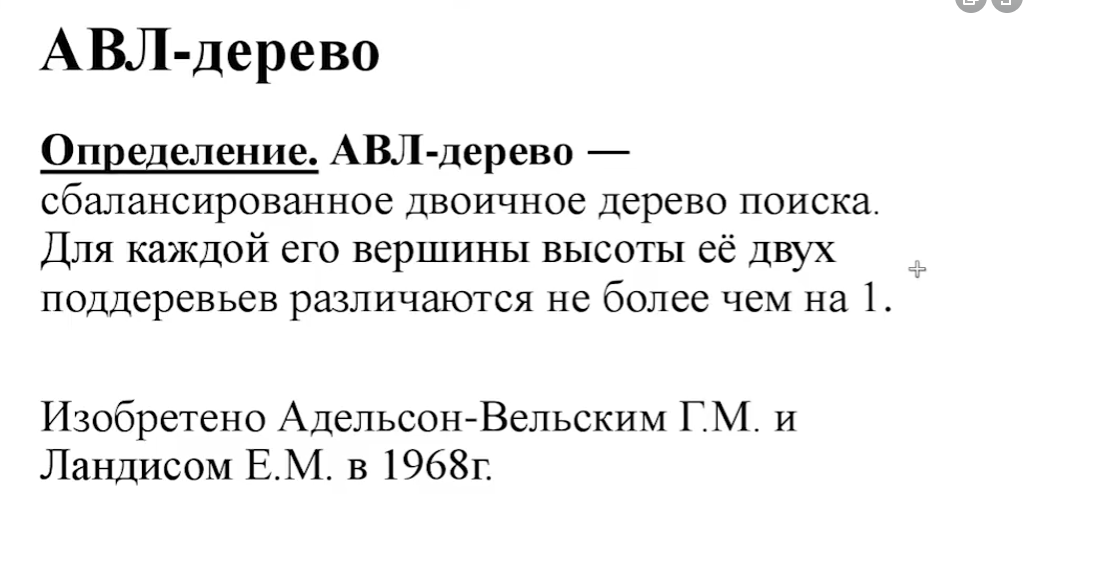 АВЛ-дерево
Определение. АВЛ-дерево —
сбалансированное двоичное дерево поиска.
Для каждой его вершины высоты её двух
поддеревьев различаются не более чем на 1.
Изобретено Адельсон-Вельским Г.М. и
Ландисом Е.М. в 1968г.